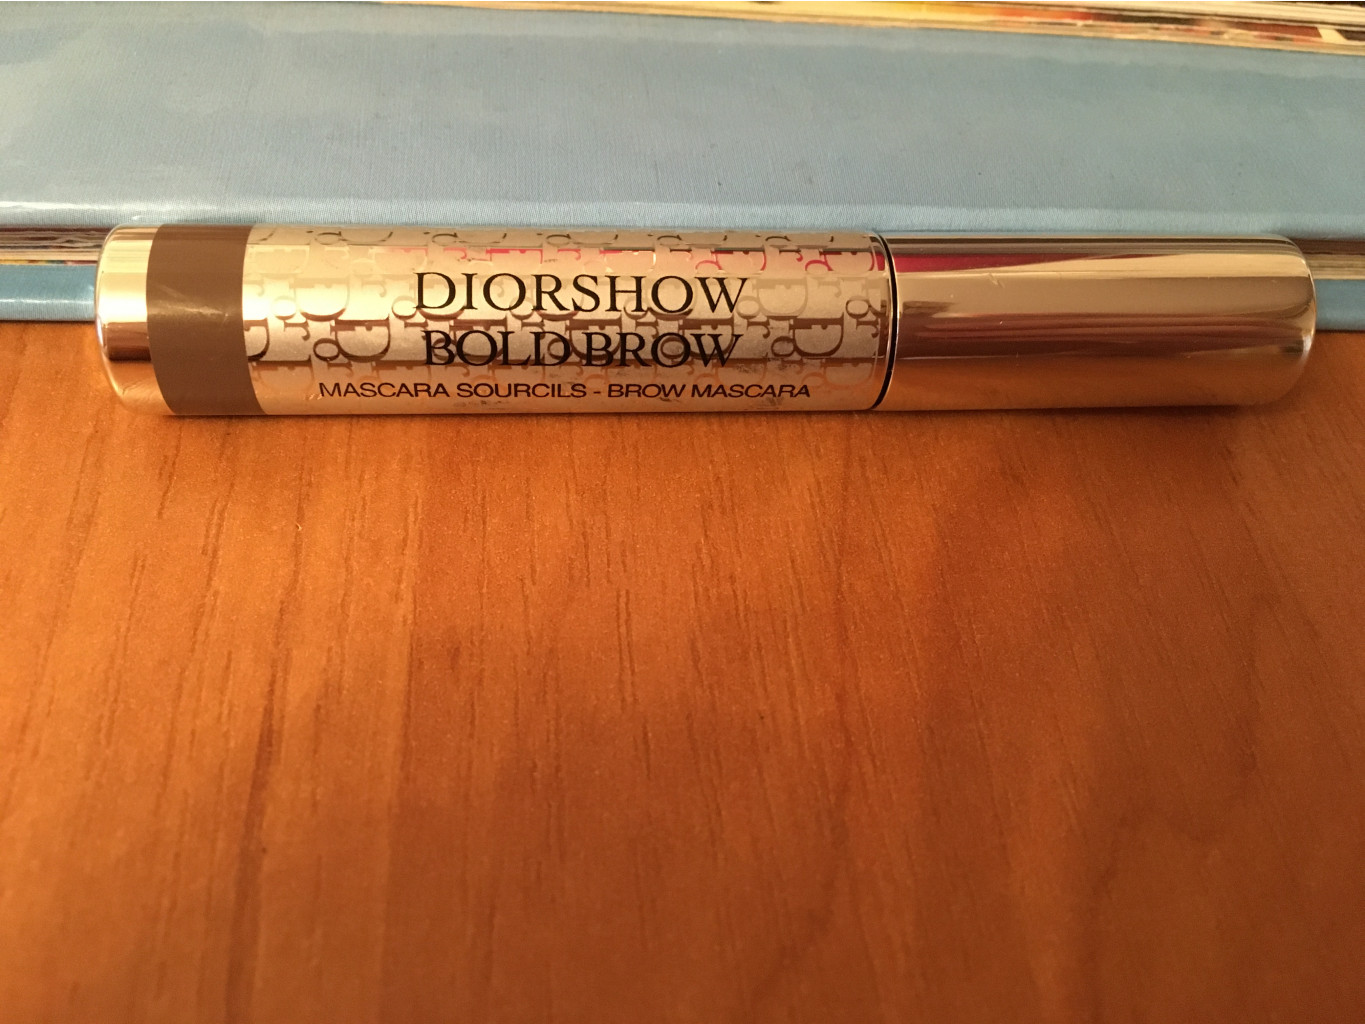 DIORSHOW
BOLD BROW
MASCARA SOURCILS - BROW MASCARA